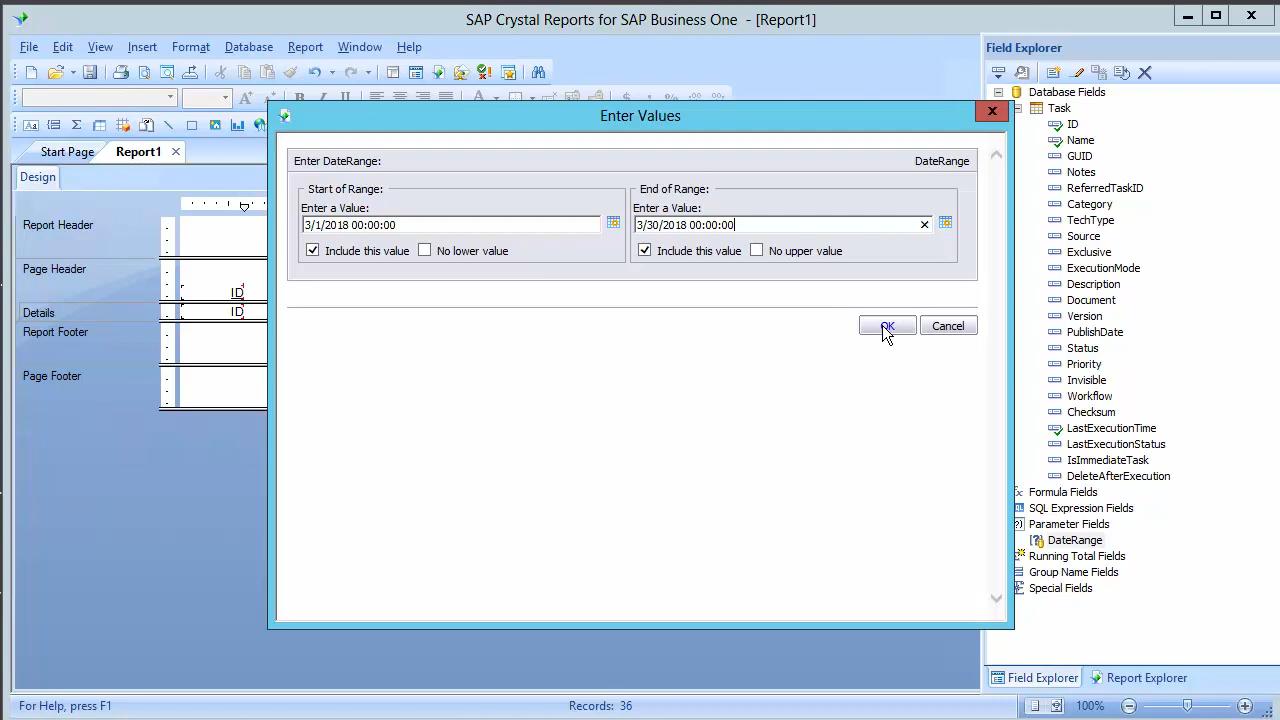 SAP Crystal Reports for SAP Business One - [Report1]
File Edit View Insert Format Database Report Window Help
Start Page Report1
Design
Report Header
Page Header
ID
Details
ID
Report Footer
Page Footer
Enter Values
Enter DateRange: DateRange
Start of Range: End of Range:
Enter a Value: Enter a Value:
3/1/2018 00:00:00 3/30/2018 00:00:00
Include this value No lower value Include this value No upper value
OK Cancel
Field Explorer
Database Fields
Task
ID
Name
GUID
Notes
ReferredTaskID
Category
TechType
Source
Exclusive
ExecutionMode
Description
Document
Version
PublishDate
Status
Priority
Invisible
Workflow
Checksum
LastExecutionTime
LastExecutionStatus
IsImmediateTask
DeleteAfterExecution
Formula Fields
SQL Expression Fields
Parameter Fields
DateRange
Running Total Fields
Group Name Fields
Special Fields
Field Explorer Report Explorer
For Help, press F1 Records: 36 100%